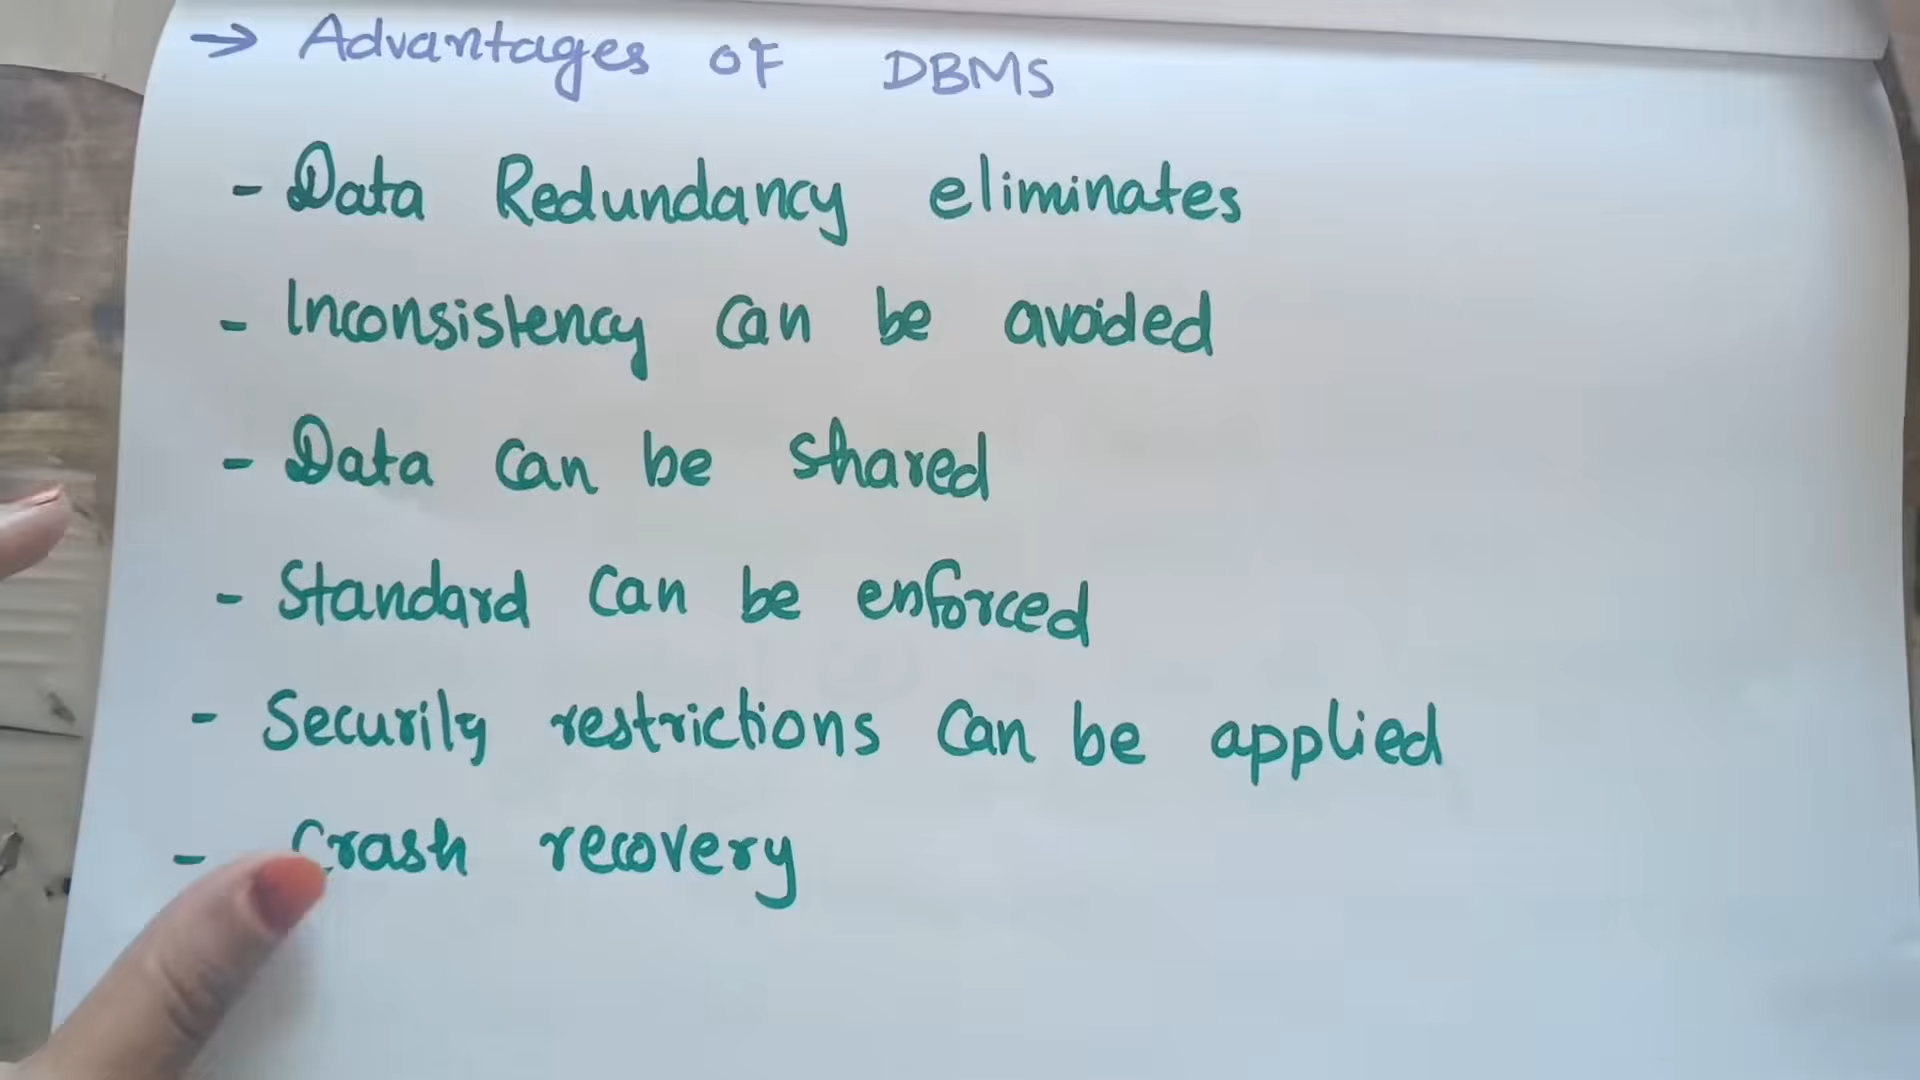 → Advantages of DBMS
- Data Redundancy eliminates
- Inconsistency can be avoided
- Data can be shared
- Standard can be enforced
- Security restrictions can be applied
- Crash recovery